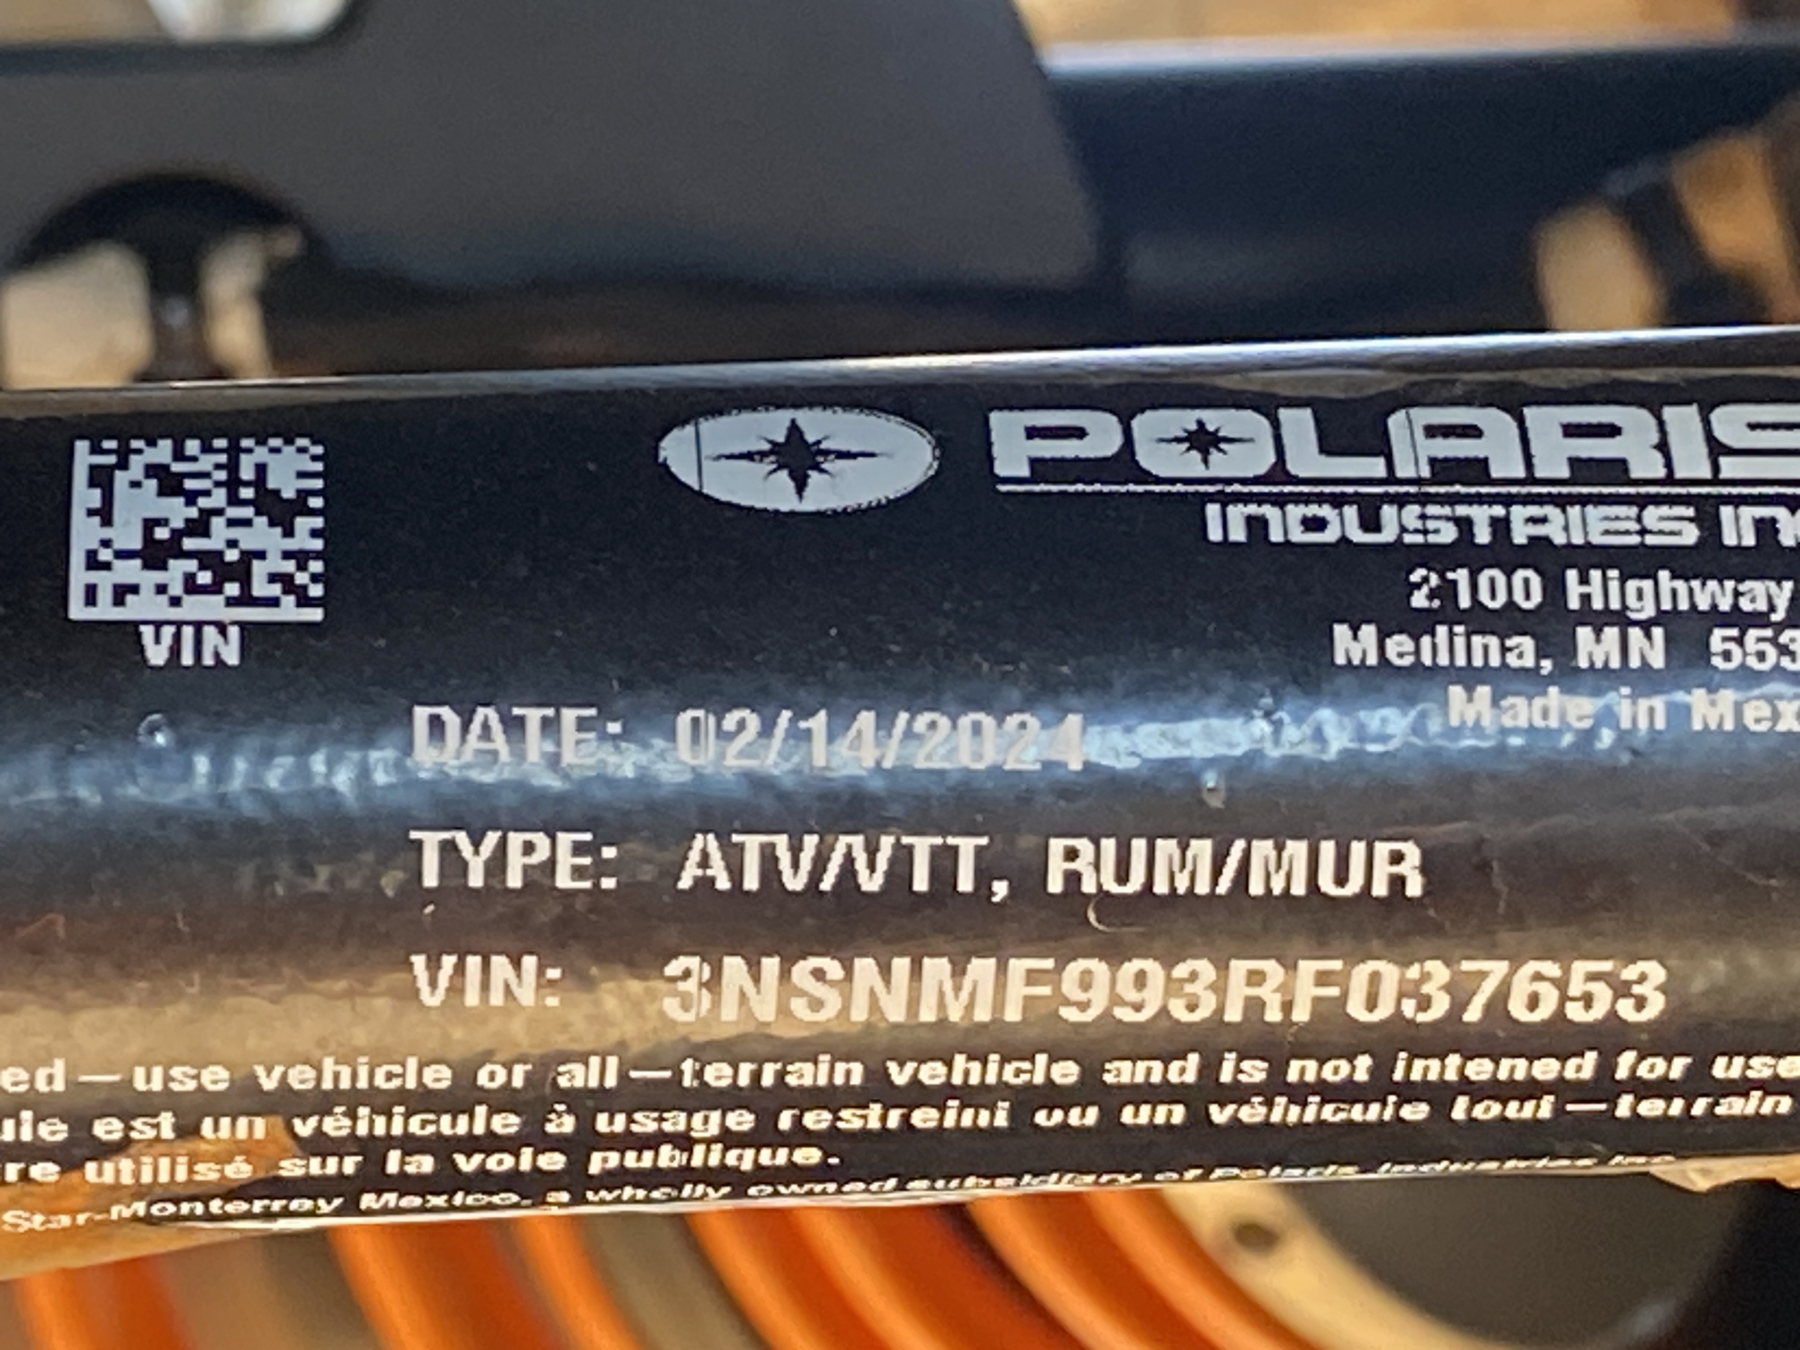 POLARIS
INDUSTRIES IN
2100 Highway
Medina, MN 553
Made in Mex
VIN
DATE: 02/14/2024
TYPE: ATV/VTT, RUM/MUR
VIN: 3NSNMF993RF037653
ed-use vehicle or all-terrain vehicle and is not intened for use
ule est un véhicule à usage restreint ou un véhicule tout-terrain
re utilisé sur la voie publique.
Star-Monterrey Mexico, a wholly owned subsidiary of Polaris Industries Inc.